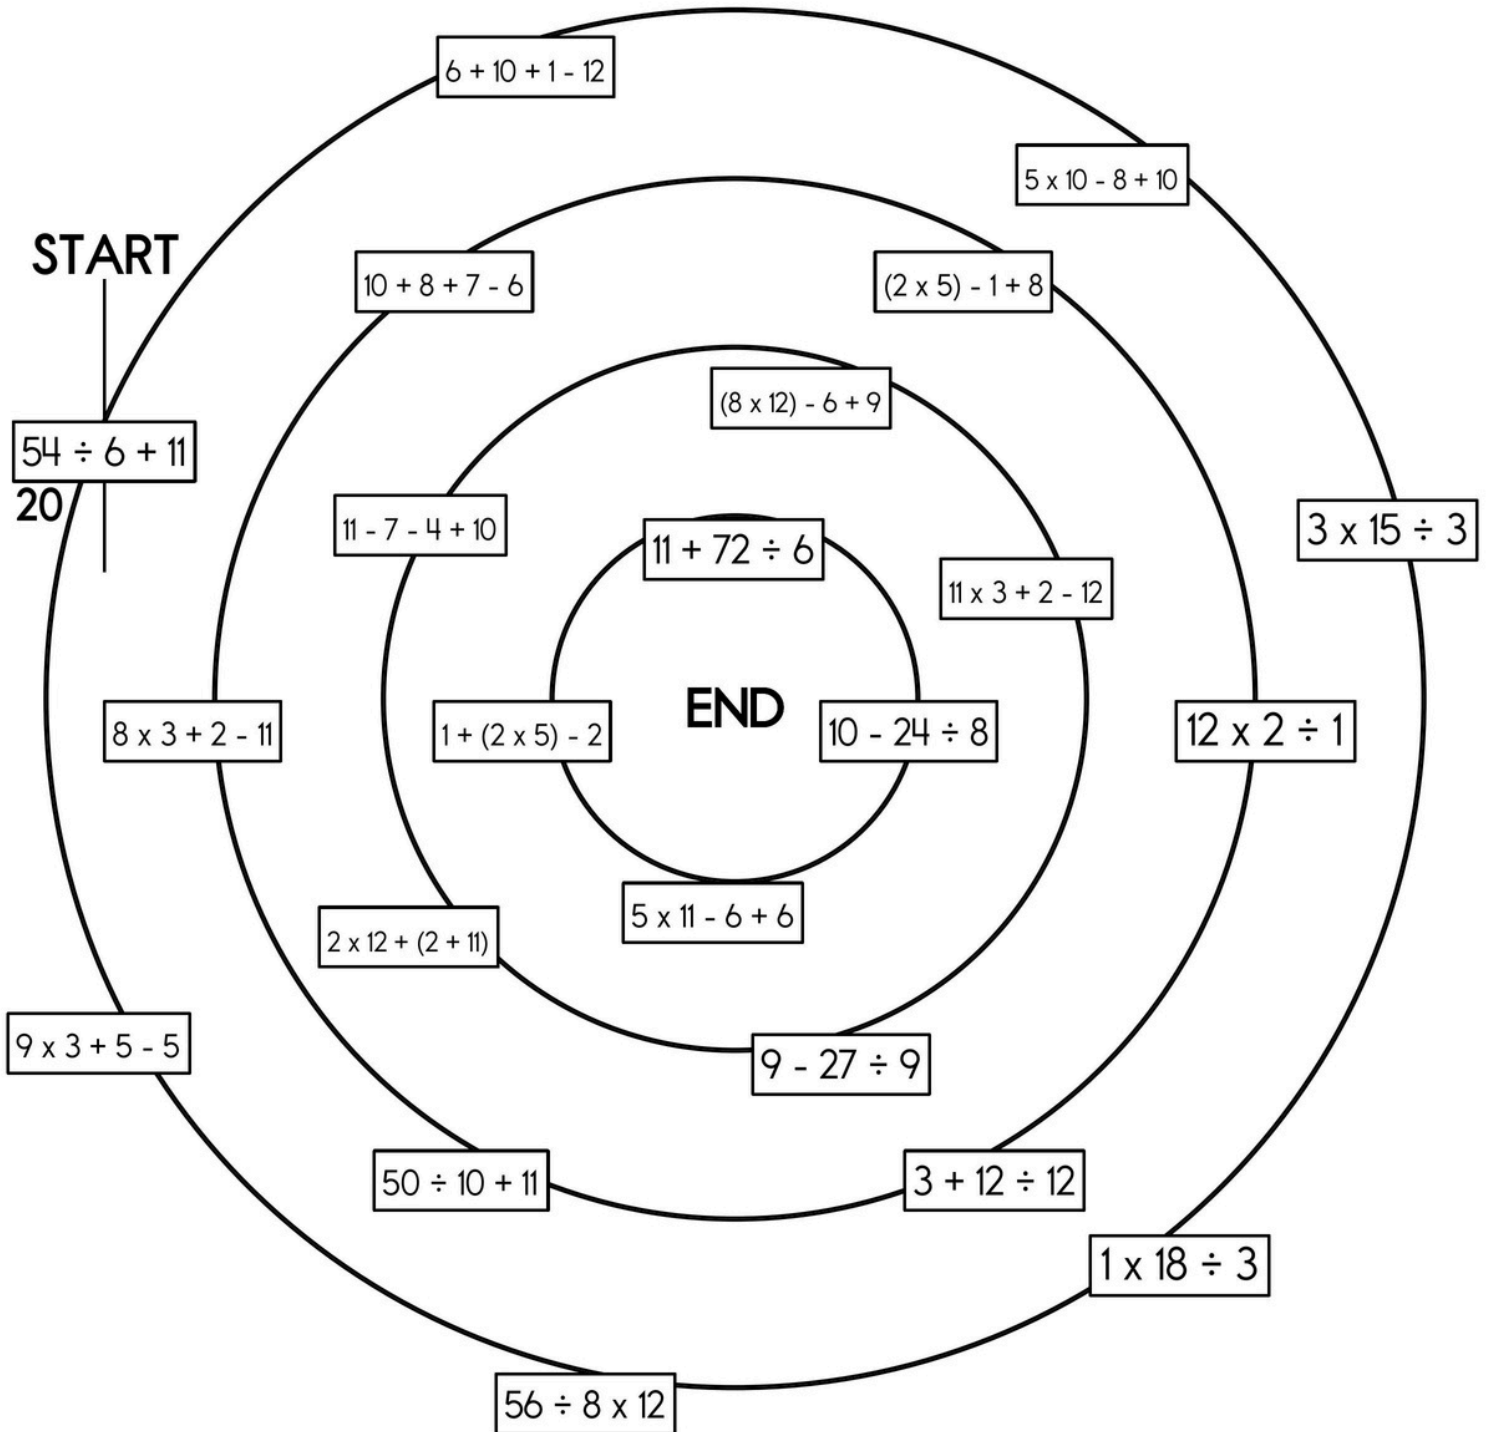 6 + 10 + 1 - 12
5 x 10 - 8 + 10
START
10 + 8 + 7 - 6
(2 x 5) - 1 + 8
(8 x 12) - 6 + 9
54 ÷ 6 + 11
20
11 - 7 - 4 + 10
3 x 15 ÷ 3
11 + 72 ÷ 6
11 x 3 + 2 - 12
END
8 x 3 + 2 - 11
1 + (2 x 5) - 2
10 - 24 ÷ 8
12 x 2 ÷ 1
5 x 11 - 6 + 6
2 x 12 + (2 + 11)
9 x 3 + 5 - 5
9 - 27 ÷ 9
50 ÷ 10 + 11
3 + 12 ÷ 12
1 x 18 ÷ 3
56 ÷ 8 x 12